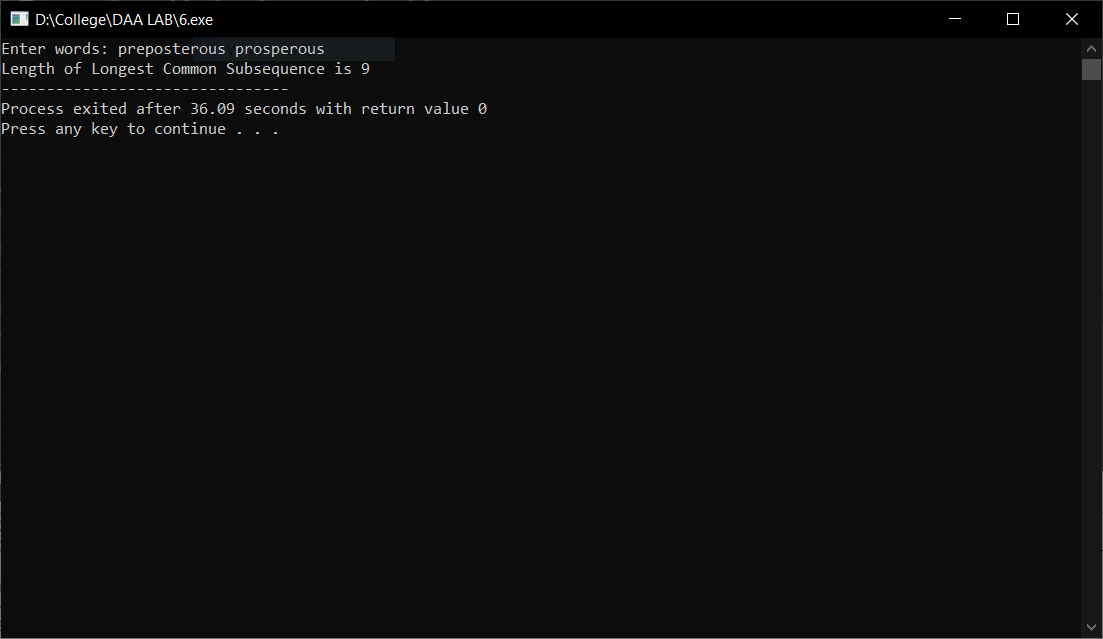 D:\College\DAA LAB\6.exe
Enter words: preposterous prosperous
Length of Longest Common Subsequence is 9
--------------------------------
Process exited after 36.09 seconds with return value 0
Press any key to continue . . .